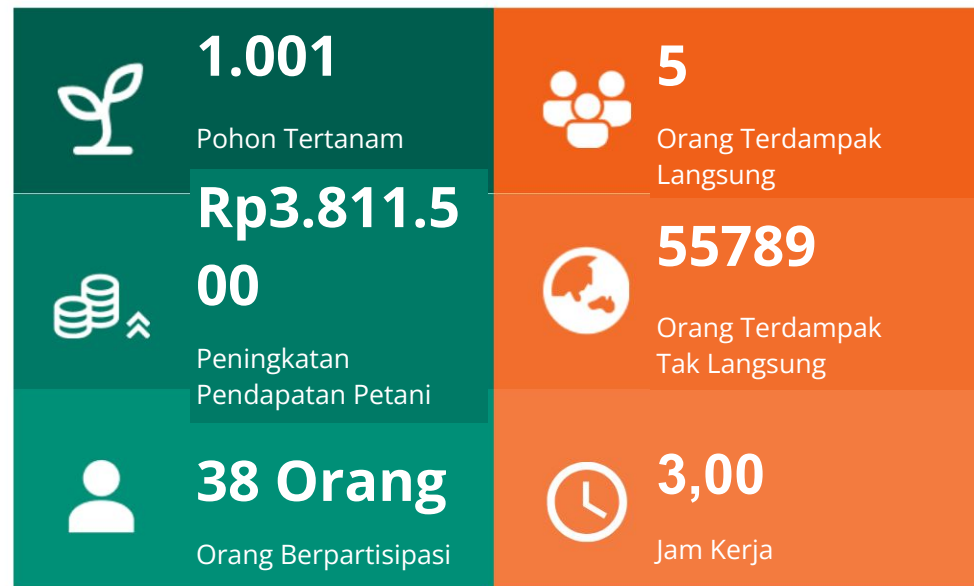 1.001
Pohon Tertanam
Rp3.811.5
00
Peningkatan
Pendapatan Petani
38 Orang
Orang Berpartisipasi
5
Orang Terdampak
Langsung
55789
Orang Terdampak
Tak Langsung
3,00
Jam Kerja